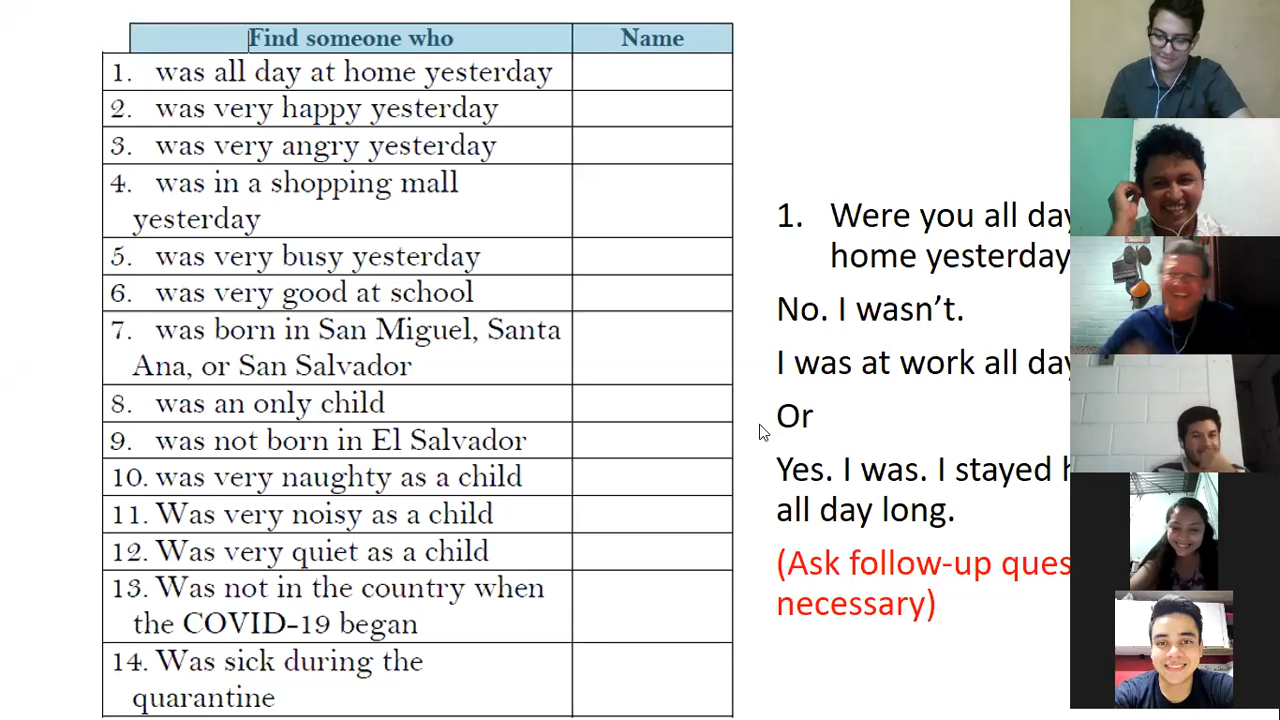 Find someone who
Name
1. was all day at home yesterday
2. was very happy yesterday
3. was very angry yesterday
4. was in a shopping mall
yesterday
5. was very busy yesterday
6. was very good at school
7. was born in San Miguel, Santa
Ana, or San Salvador
8. was an only child
9. was not born in El Salvador
10. was very naughty as a child
11. Was very noisy as a child
12. Was very quiet as a child
13. Was not in the country when
the COVID-19 began
14. Was sick during the
quarantine
1. Were you all day
home yesterday
No. I wasn't.
I was at work all day
Or
Yes. I was. I stayed
all day long.
(Ask follow-up
necessary)